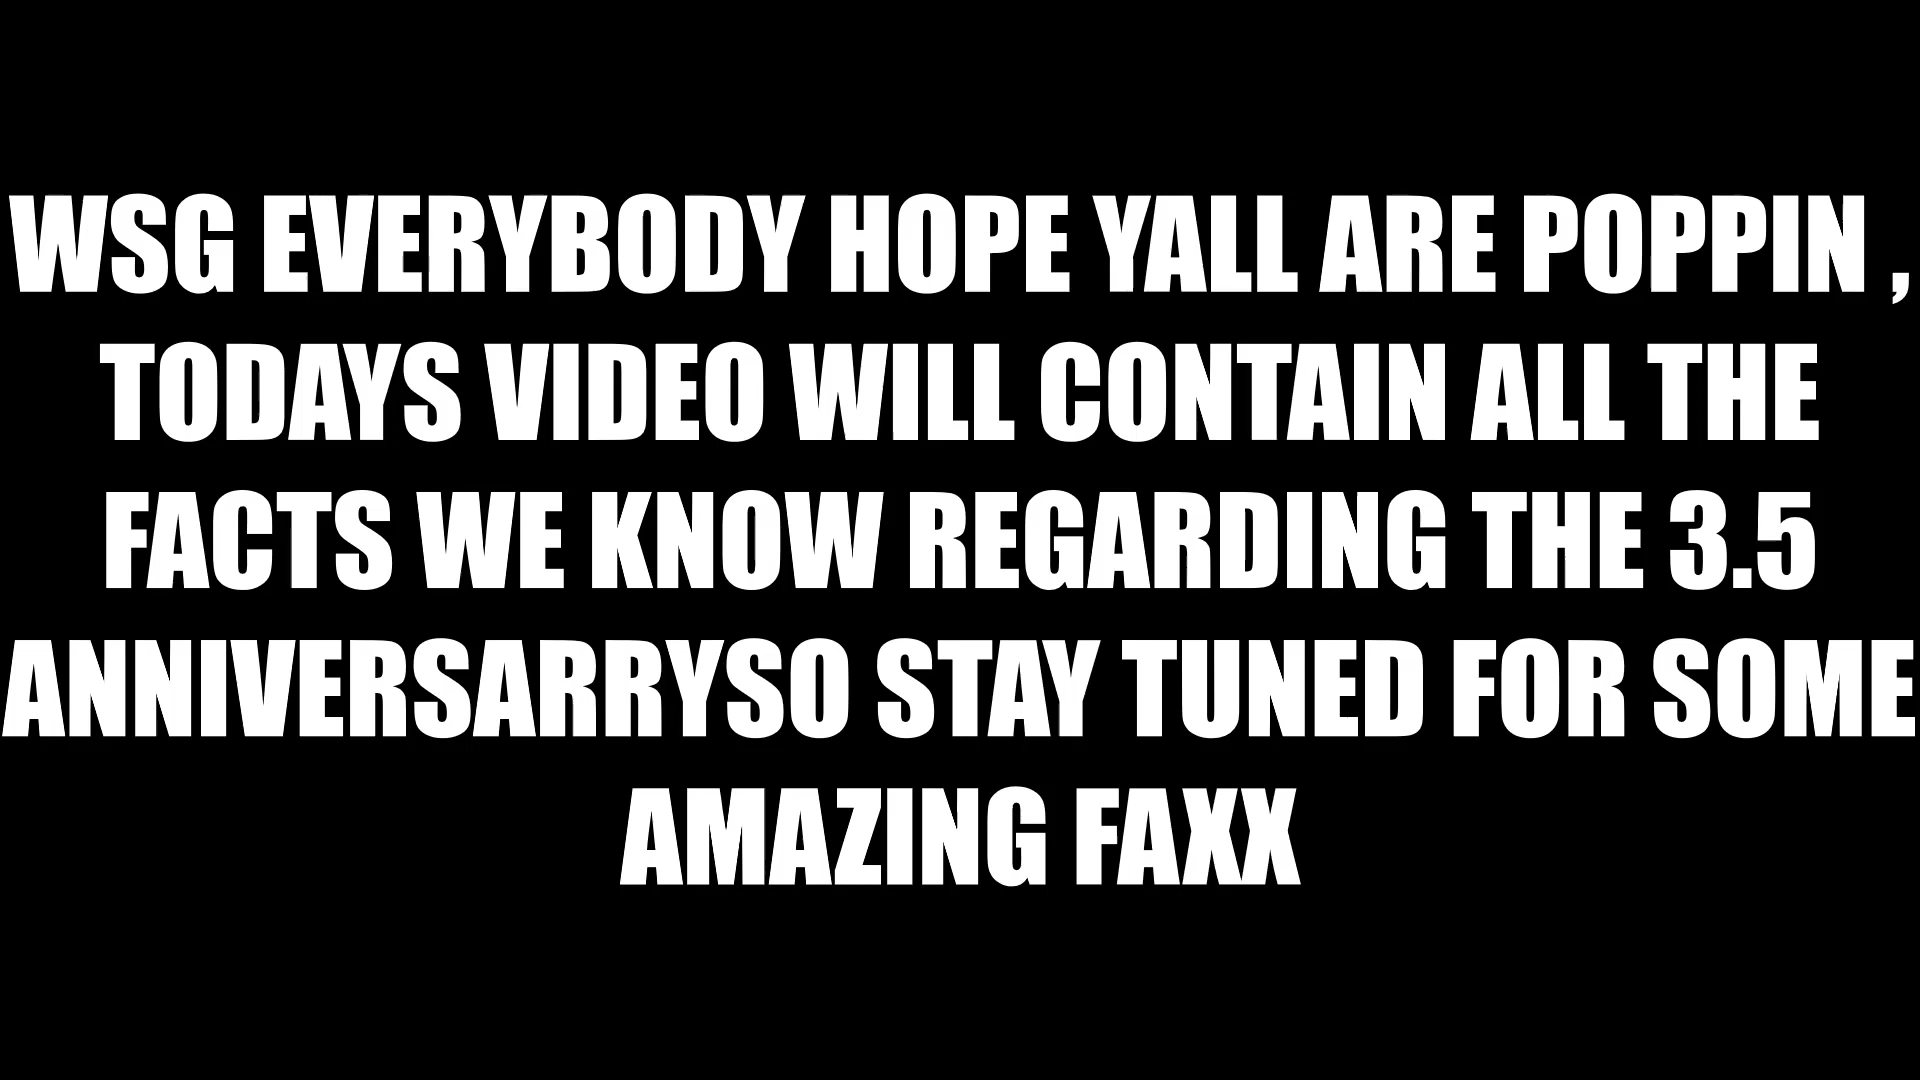 WSG EVERYBODY HOPE YALL ARE POPPIN ,
TODAYS VIDEO WILL CONTAIN ALL THE
FACTS WE KNOW REGARDING THE 3.5
ANNIVERSARRYSO STAY TUNED FOR SOME
AMAZING FAXX